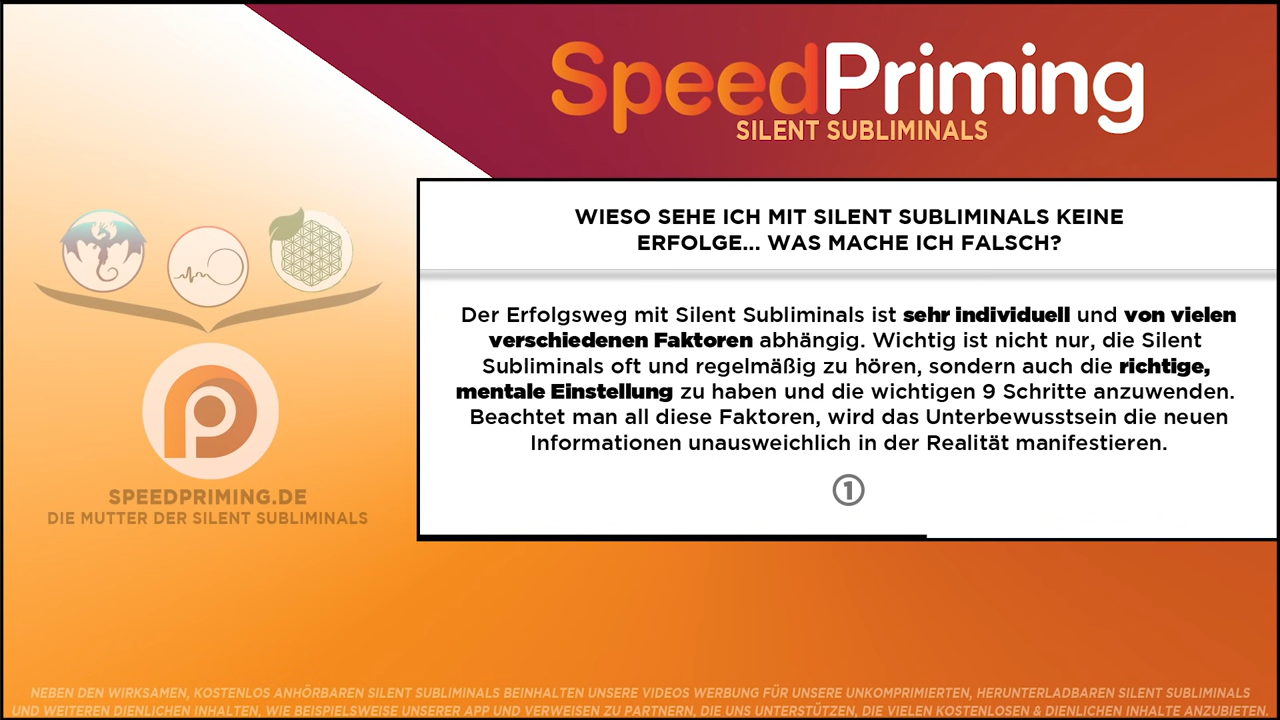 SpeedPriming
SILENT SUBLIMINALS
WIESO SEHE ICH MIT SILENT SUBLIMINALS KEINE
ERFOLGE... WAS MACHE ICH FALSCH?
Der Erfolgsweg mit Silent Subliminals ist sehr individuell und von vielen
verschiedenen Faktoren abhängig. Wichtig ist nicht nur, die Silent
Subliminals oft und regelmäßig zu hören, sondern auch die richtige,
mentale Einstellung zu haben und die wichtigen 9 Schritte anzuwenden.
Beachtet man all diese Faktoren, wird das Unterbewusstsein die neuen
Informationen unausweichlich in der Realität manifestieren.
1
SPEEDPRIMING.DE
DIE MUTTER DER SILENT SUBLIMINALS
NEBEN DEN WIRKSAMEN, KOSTENLOS ANHÖRBAREN SILENT SUBLIMINALS BEINHALTEN UNSERE VIDEOS WERBUNG FÜR UNSERE UNKOMPRIMIERTEN, HERUNTERLADBAREN SILENT SUBLIMINALS
UND WEITEREN DIENLICHEN INHALTEN, WIE BEISPIELSWEISE UNSERER APP UND VERWEISEN ZU PARTNERN, DIE UNS UNTERSTÜTZEN, DIE VIELEN KOSTENLOSEN & DIENLICHEN INHALTE ANZUBIETEN.